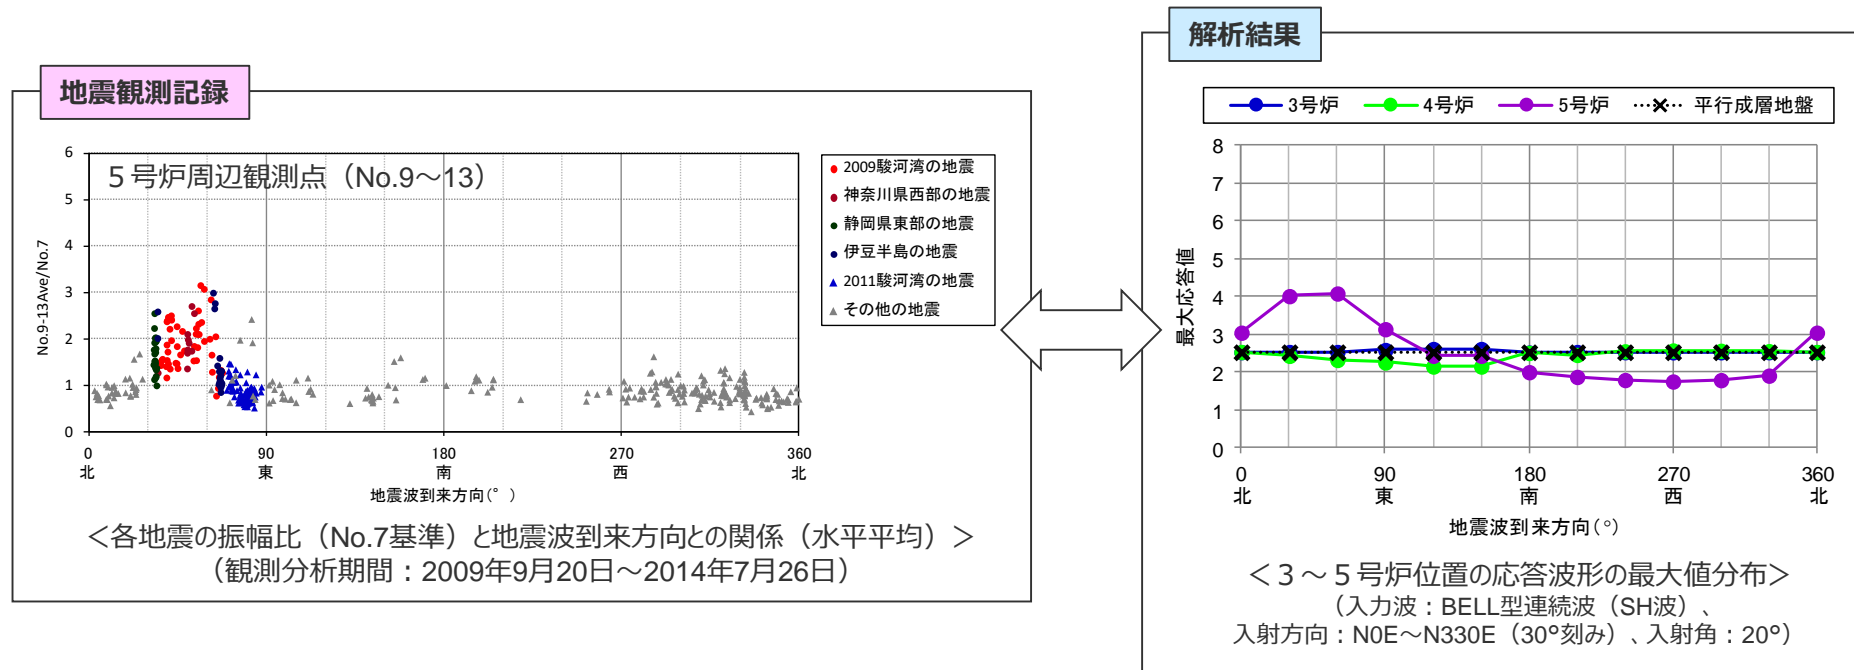 地震観測記録
5号炉周辺観測点（No.9～13）
No.9-13Ave/No.7
6
5
4
3
2
1
0
0
90
180
270
360
北
東
南
西
北
地震波到来方向(°)
2009駿河湾の地震
神奈川県西部の地震
静岡県東部の地震
伊豆半島の地震
2011駿河湾の地震
その他の地震
＜各地震の振幅比（No.7基準）と地震波到来方向との関係（水平平均）＞
（観測分析期間：2009年9月20日～2014年7月26日）
解析結果
3号炉 4号炉 5号炉 平行成層地盤
最大応答値
8
7
6
5
4
3
2
1
0
0
90
180
270
360
北
東
南
西
北
地震波到来方向(°)
＜３～５号炉位置の応答波形の最大値分布＞
（入力波：BELL型連続波（SH波）、
入射方向：N0E～N330E（30°刻み）、入射角：20°）